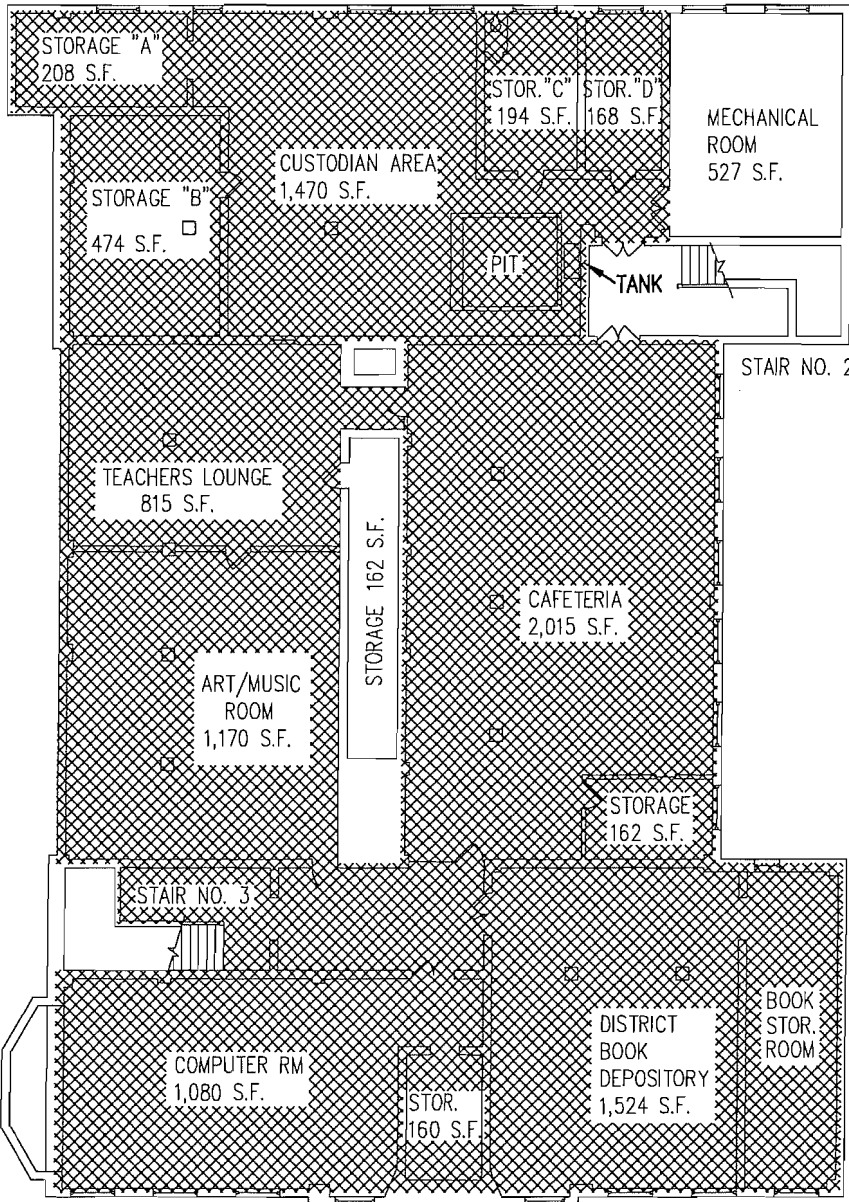 STORAGE "A"
208 S.F.
STOR."C"
194 S.F.
STOR."D"
168 S.F.
MECHANICAL
ROOM
527 S.F.
CUSTODIAN AREA
1,470 S.F.
STORAGE "B"
474 S.F.
PIT
TANK
STAIR NO. 2
TEACHERS LOUNGE
815 S.F.
STORAGE 162 S.F.
CAFETERIA
2,015 S.F.
ART/MUSIC
ROOM
1,170 S.F.
STORAGE
162 S.F.
STAIR NO. 3
COMPUTER RM
1,080 S.F.
STOR.
160 S.F.
DISTRICT
BOOK
DEPOSITORY
1,524 S.F.
BOOK
STOR.
ROOM